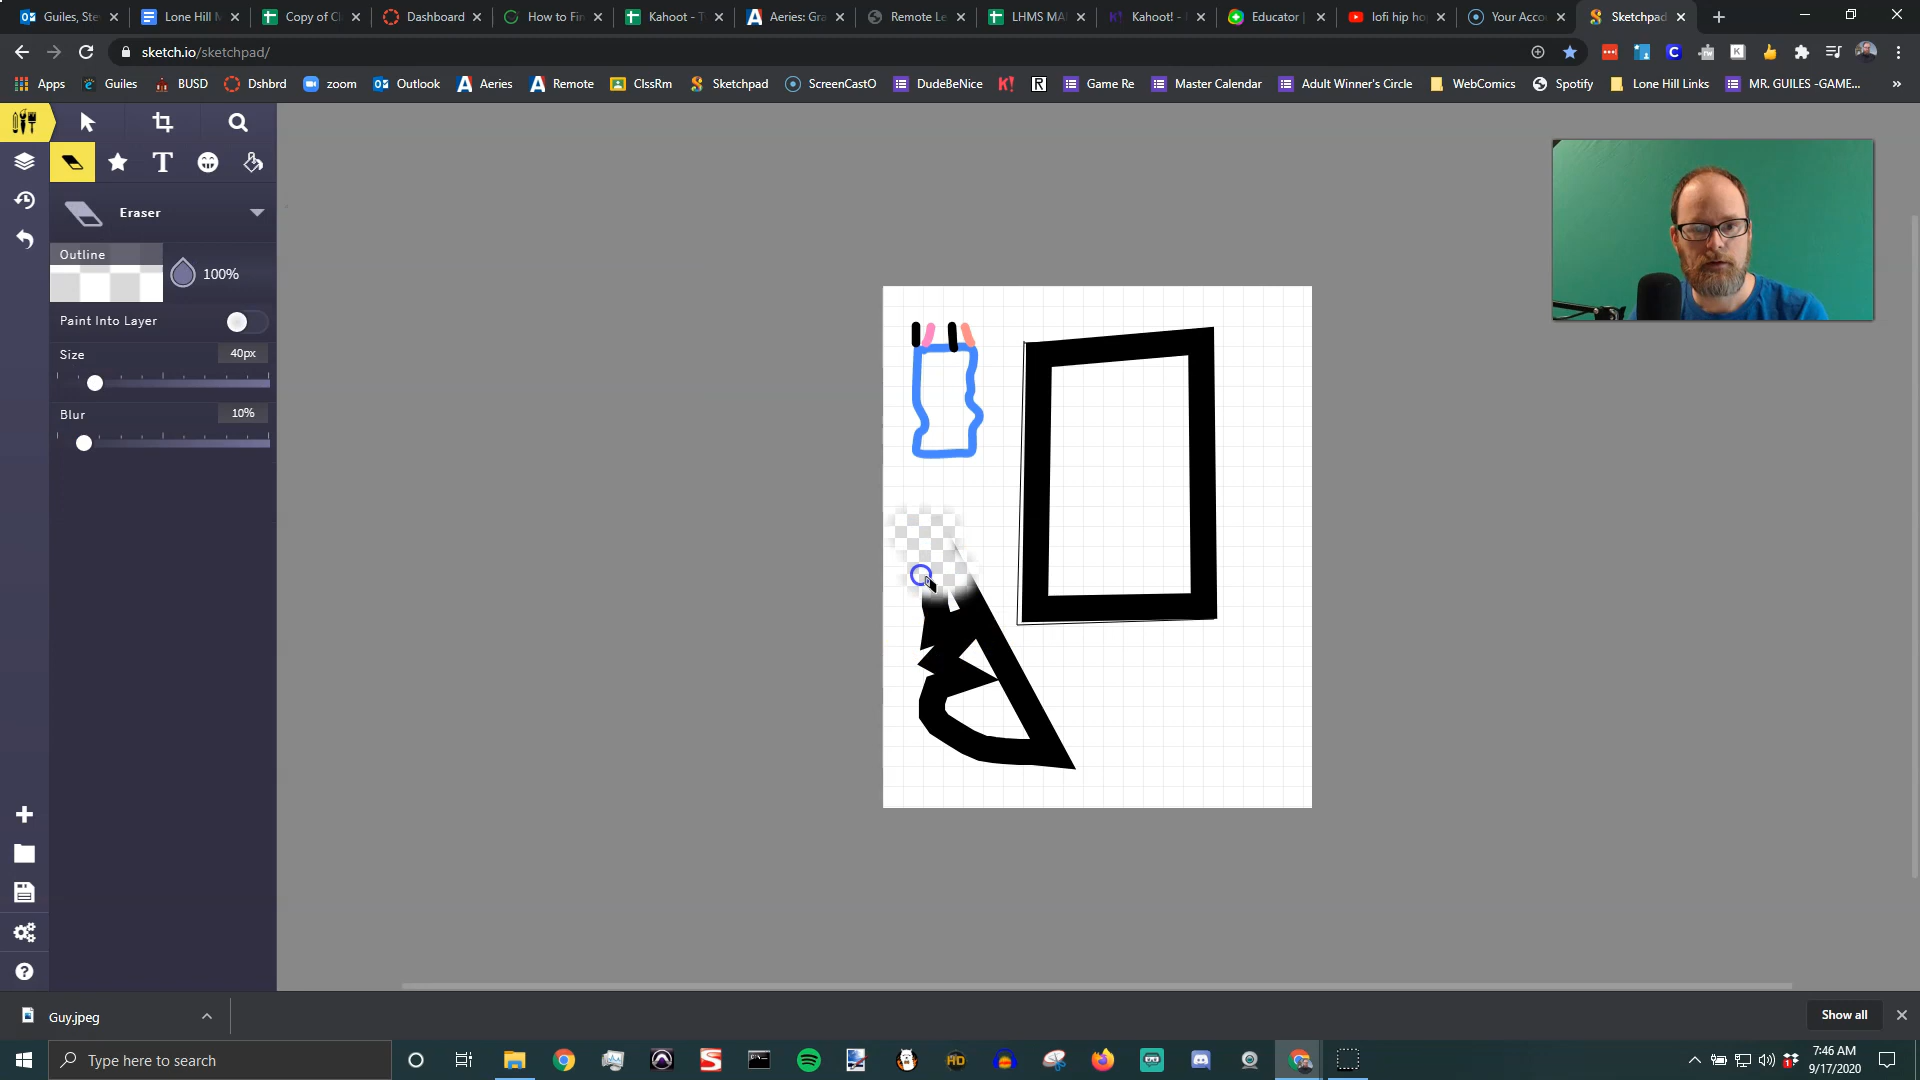 Guiles, Ste
Lone Hill M
Copy of Cl
Dashboard
How to Fin
Kahoot - T
Aeries: Gra
Remote Le
LHMS MA
Kahoot! -
Educator |
lofi hip ho
Your Acco
Sketchpad
sketch.io/sketchpad/
Apps
Guiles
BUSD
Dshbrd
zoom
Outlook
Aeries
Remote
ClssRm
Sketchpad
ScreenCastO
DudeBeNice
K!
Game Re
Master Calendar
Adult Winner's Circle
WebComics
Spotify
Lone Hill Links
MR. GUILES -GAME...
Eraser
Outline
100%
Paint Into Layer
Size
40px
Blur
10%
Guy.jpeg
Show all
Type here to search
7:46 AM
9/17/2020